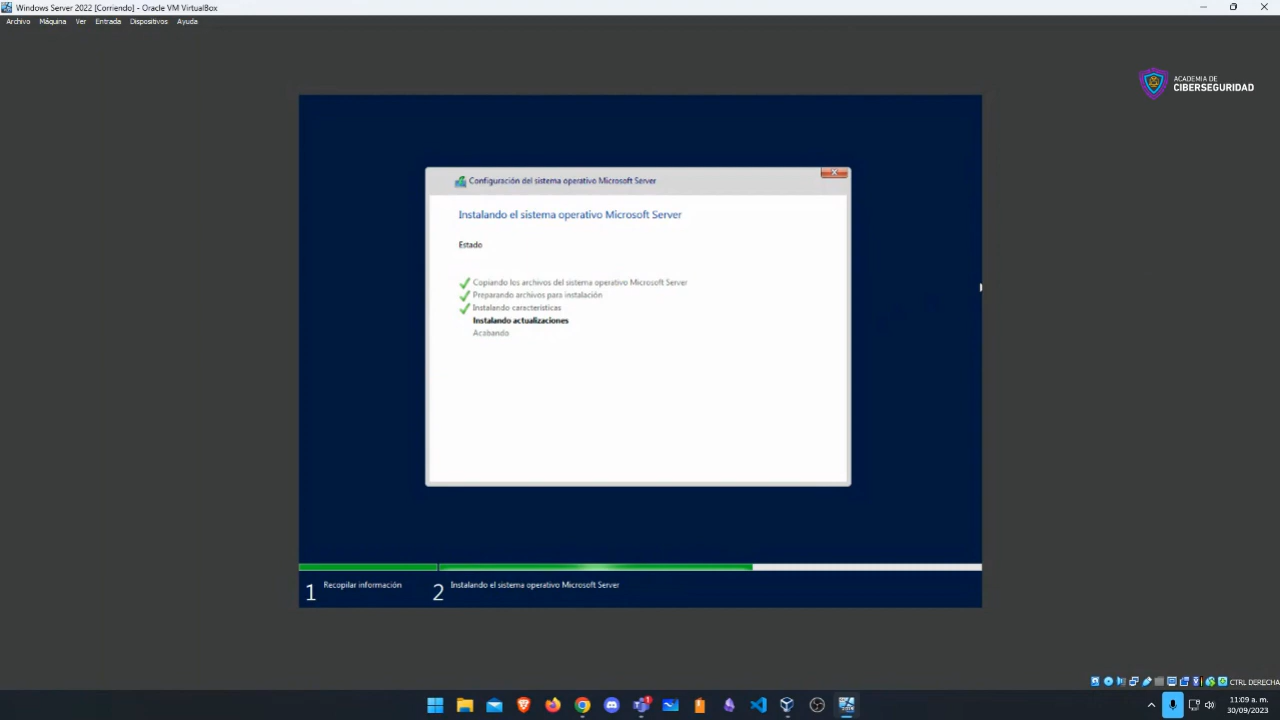 Windows Server 2022 [Corriendo] - Oracle VM VirtualBox
Archivo Máquina Ver Entrada Dispositivos Ayuda
ACADEMIA DE
CIBERSEGURIDAD
Configuración del sistema operativo Microsoft Server
Instalando el sistema operativo Microsoft Server
Estado
Copiando los archivos del sistema operativo Microsoft Server
Preparando archivos para instalación
Instalando características
Instalando actualizaciones
Acabando
1 Recopilar información 2 Instalando el sistema operativo Microsoft Server
CTRL DERECHA
11:09 a. m.
30/09/2023